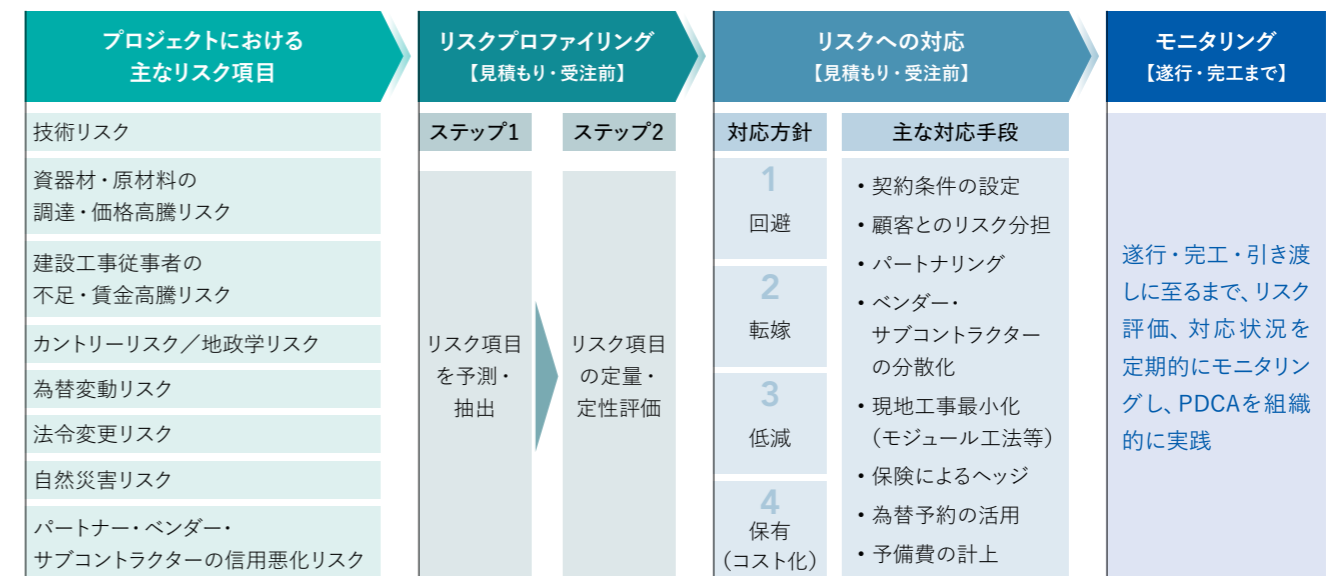 プロジェクトにおける
主なリスク項目
技術リスク
資器材・原材料の
調達・価格高騰リスク
建設工事従事者の
不足・賃金高騰リスク
カントリーリスク／地政学リスク
為替変動リスク
法令変更リスク
自然災害リスク
パートナー・ベンダー・
サブコントラクターの信用悪化リスク
リスクプロファイリング
【見積もり・受注前】
ステップ1
リスク項目
を予測・
抽出
ステップ2
リスク項目
の定量・
定性評価
リスクへの対応
【見積もり・受注前】
対応方針
1
回避
2
転嫁
3
低減
4
保有
（コスト化）
主な対応手段
・契約条件の設定
・顧客とのリスク分担
・パートナリング
・ベンダー・
サブコントラクター
の分散化
・現地工事最小化
（モジュール工法等）
・保険によるヘッジ
・為替予約の活用
・予備費の計上
モニタリング
【遂行・完工まで】
遂行・完工・引き渡
しに至るまで、リスク
評価、対応状況を
定期的にモニタリン
グし、PDCAを組織
的に実践